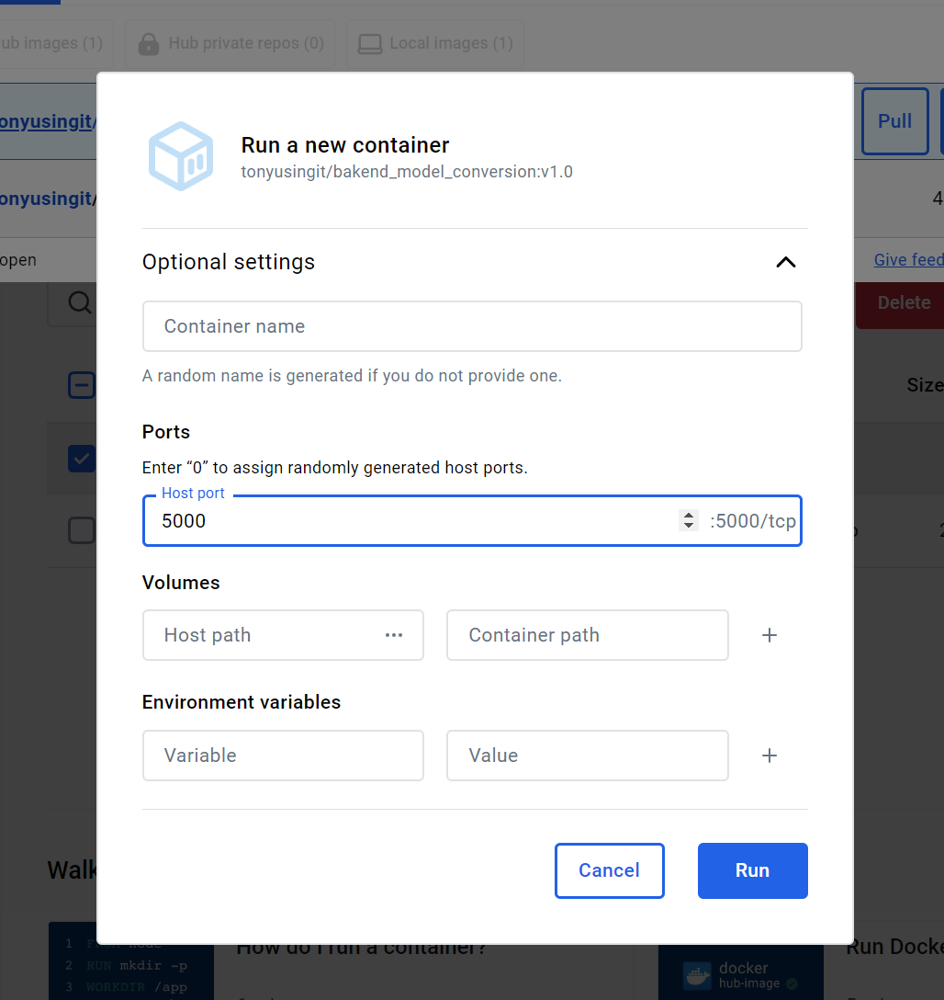 ub images (1)
Hub private repos (0)
Local images (1)
onyusingit/
Pull
Run a new container
tonyusingit/bakend_model_conversion:v1.0
onyusingit/
4
Optional settings
open
Give feed
Container name
Delete
A random name is generated if you do not provide one.
Size
Ports
Enter “0” to assign randomly generated host ports.
Host port
5000
:5000/tcp
Volumes
Host path
...
Container path
+
Environment variables
Variable
Value
+
Walk
Cancel
Run
1
node
How do I run a container?
Run Docke
2 RUN mkdir -p
3 WORKDIR /app
docker
hub-image